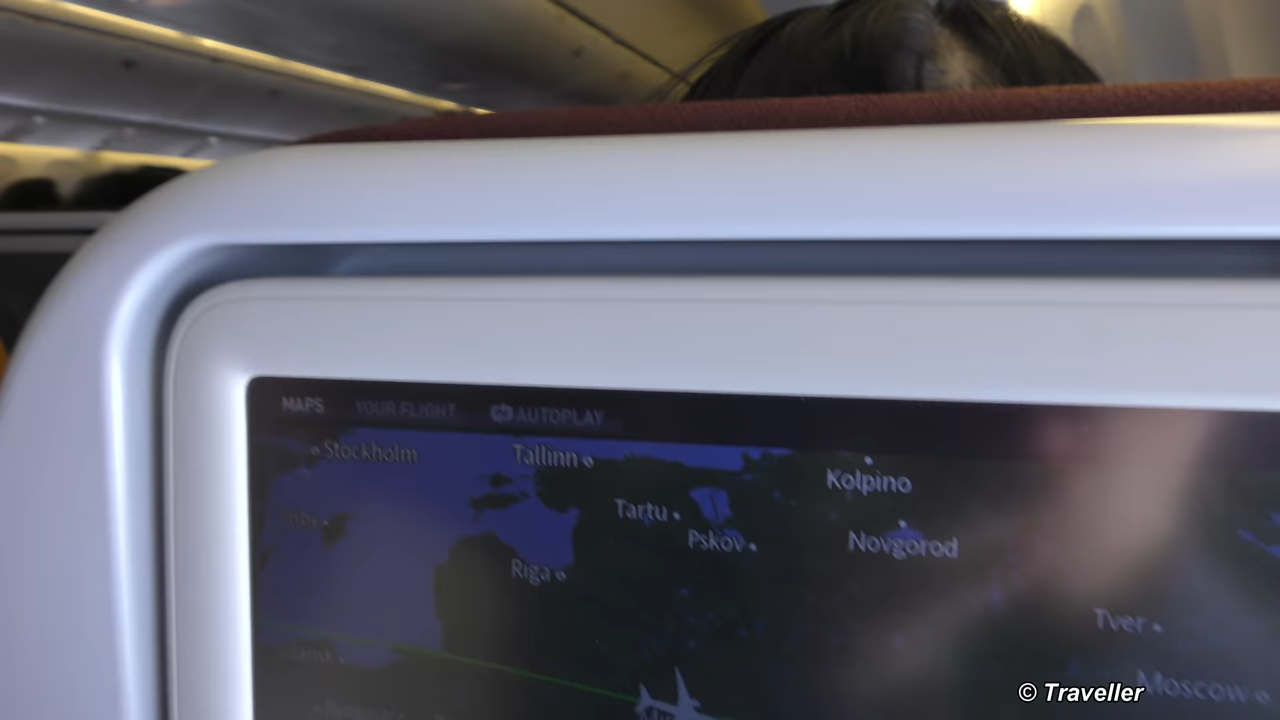 MAPS YOUR FLIGHT AUTOPLAY
Stockholm Tallinn
Kolpino
Tartu
Pskov Novgorod
Riga
Tver
Moscow
© Traveller